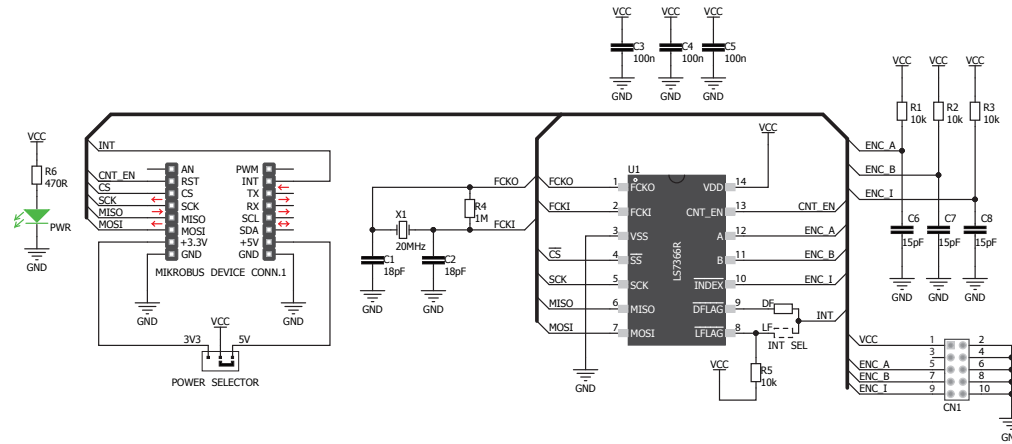 VCC
C3
100n
GND
VCC
C4
100n
GND
VCC
C5
100n
GND
VCC
R1
10k
VCC
R2
10k
VCC
R3
10k
ENC_A
ENC_B
ENC_I
C6
15pF
GND
C7
15pF
GND
C8
15pF
GND
VCC
R6
470R
PWR
GND
INT
CNT_EN
CS
SCK
MISO
MOSI
AN
RST
CS
SCK
MISO
MOSI
+3.3V
GND
PWM
INT
TX
RX
SCL
SDA
+5V
GND
MIKROBUS DEVICE CONN.1
GND
GND
VCC
3V3
5V
POWER SELECTOR
FCKO
R4
1M
FCKI
X1
20MHz
C1
18pF
GND
C2
18pF
GND
FCKO
FCKI
CS
SCK
MISO
MOSI
GND
U1
LS7366R
1
FCKO
2
FCKI
3
VSS
4
SS
5
SCK
6
MISO
7
MOSI
VDD
14
CNT_EN
13
A
12
B
11
INDEX
10
DFLAG
9
LFLAG
8
VCC
CNT_EN
ENC_A
ENC_B
ENC_I
DF
LF
INT SEL
INT
VCC
R5
10k
VCC
ENC_A
ENC_B
ENC_I
1
3
5
7
9
2
4
6
8
10
CN1